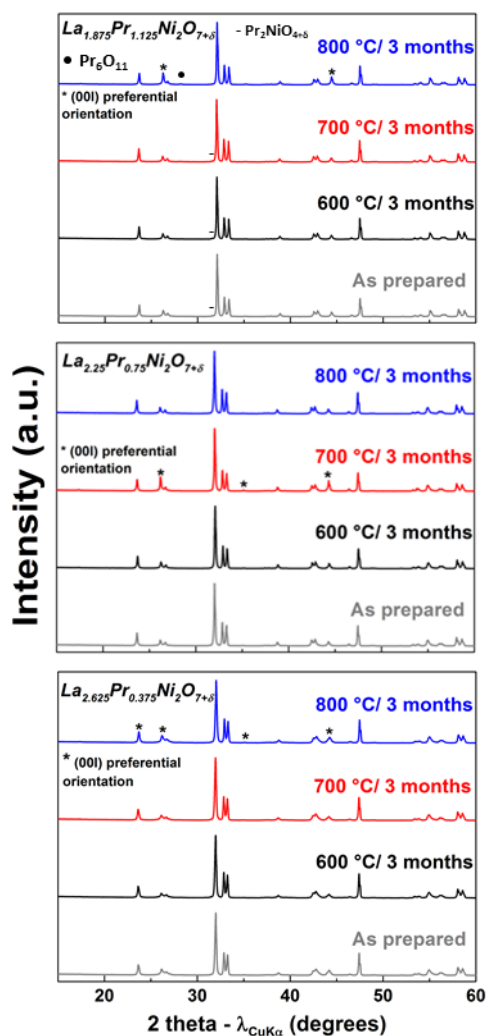 Intensity (a.u.)
La1.875Pr1.125Ni2O7+δ
- Pr2NiO4+δ
800 °C/ 3 months
● Pr6O11
*
*
* (00l) preferential
orientation
700 °C/ 3 months
-
600 °C/ 3 months
-
As prepared
-
La2.25Pr0.75Ni2O7+δ
800 °C/ 3 months
* (00l) preferential
orientation
700 °C/ 3 months
* * *
600 °C/ 3 months
As prepared
La2.625Pr0.375Ni2O7+δ
800 °C/ 3 months
* * * *
* (00l) preferential
orientation
700 °C/ 3 months
600 °C/ 3 months
As prepared
20 30 40 50 60
2 theta - λCuKα (degrees)